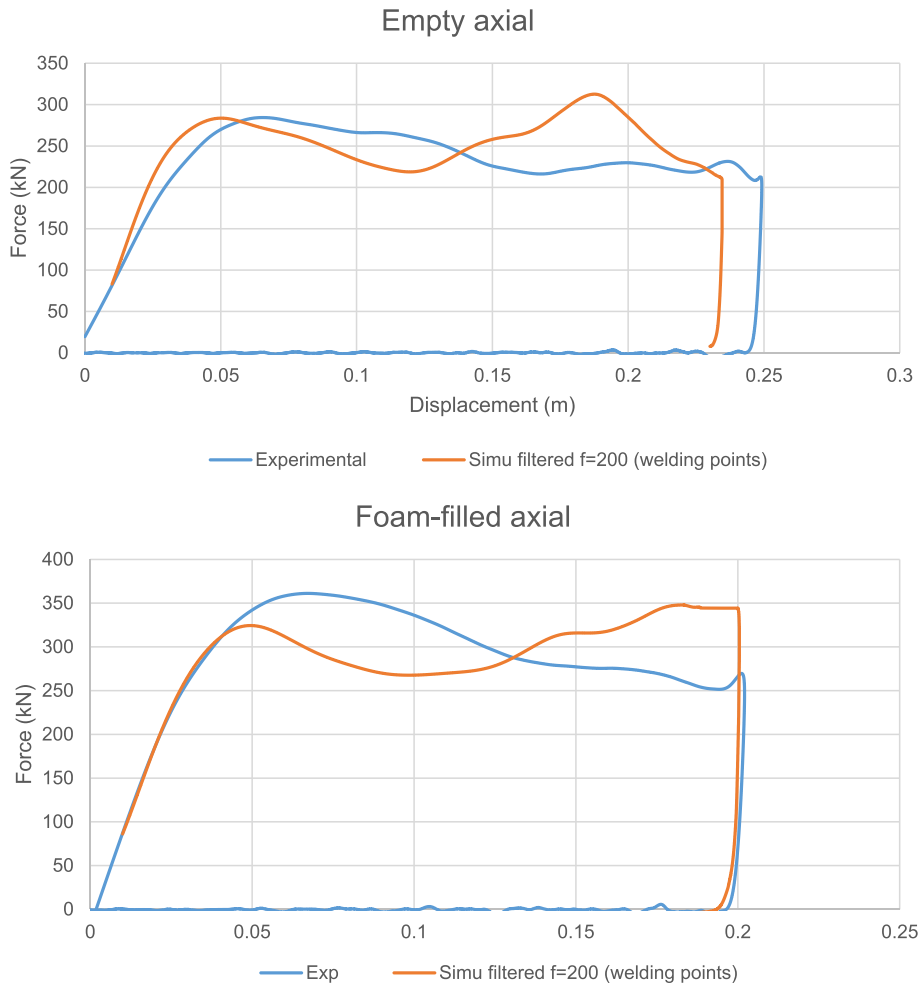 Empty axial
350
300
250
200
150
100
50
0
Force (kN)
0 0.05 0.1 0.15 0.2 0.25 0.3
Displacement (m)
Experimental Simu filtered f=200 (welding points)
Foam-filled axial
400
350
300
250
200
150
100
50
0
Force (kN)
0 0.05 0.1 0.15 0.2 0.25
Exp Simu filtered f=200 (welding points)